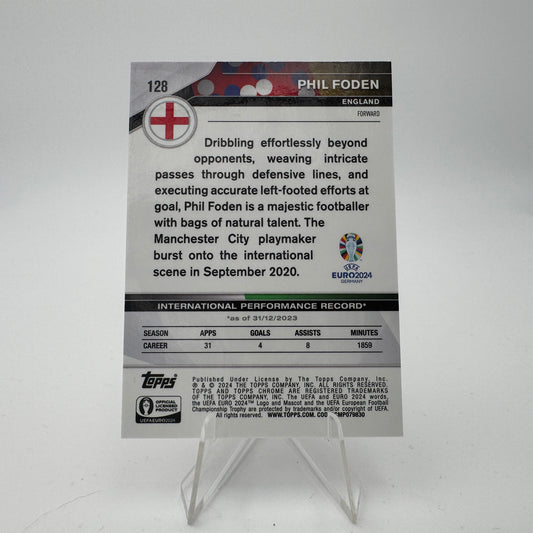 128
PHIL FODEN
ENGLAND
FORWARD
Dribbling effortlessly beyond
opponents, weaving intricate
passes through defensive lines, and
executing accurate left-footed efforts at
goal, Phil Foden is a majestic footballer
with bags of natural talent. The
Manchester City playmaker
burst onto the international
scene in September 2020.
UEFA
EURO2024
GERMANY
INTERNATIONAL PERFORMANCE RECORD*
*as of 31/12/2023
SEASON APPS GOALS ASSISTS MINUTES
CAREER 31 4 8 1859
Topps
Published Under License by The Topps Company, Inc.
® & © 2024 THE TOPPS COMPANY, INC. ALL RIGHTS RESERVED.
TOPPS AND TOPPS CHROME ARE REGISTERED TRADEMARKS
OF THE TOPPS COMPANY, INC. The UEFA and EURO 2024 words,
the UEFA EURO 2024™ Logo and Mascot and the UEFA European Football
Championship Trophy are protected by trademarks and/or copyright of UEFA.
All rights reserved. WWW.TOPPS.COM. CODE#CMP079830
OFFICIAL
LICENSED
PRODUCT
UEFA EURO2024